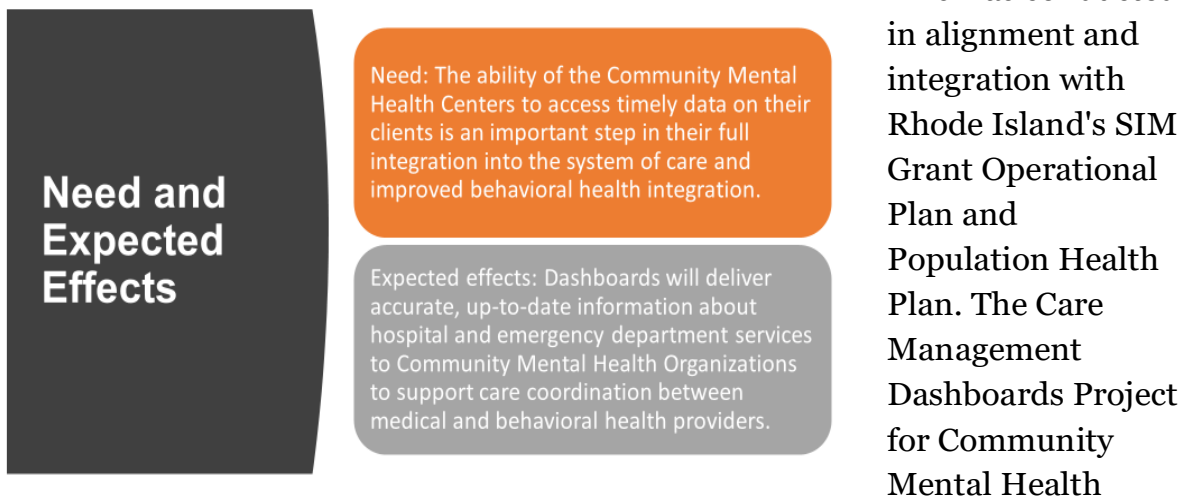 Need and
Expected
Effects
Need: The ability of the Community Mental
Health Centers to access timely data on their
clients is an important step in their full
integration into the system of care and
improved behavioral health integration.
Expected effects: Dashboards will deliver
accurate, up-to-date information about
hospital and emergency department services
to Community Mental Health Organizations
to support care coordination between
medical and behavioral health providers.
in alignment and
integration with
Rhode Island's SIM
Grant Operational
Plan and
Population Health
Plan. The Care
Management
Dashboards Project
for Community
Mental Health